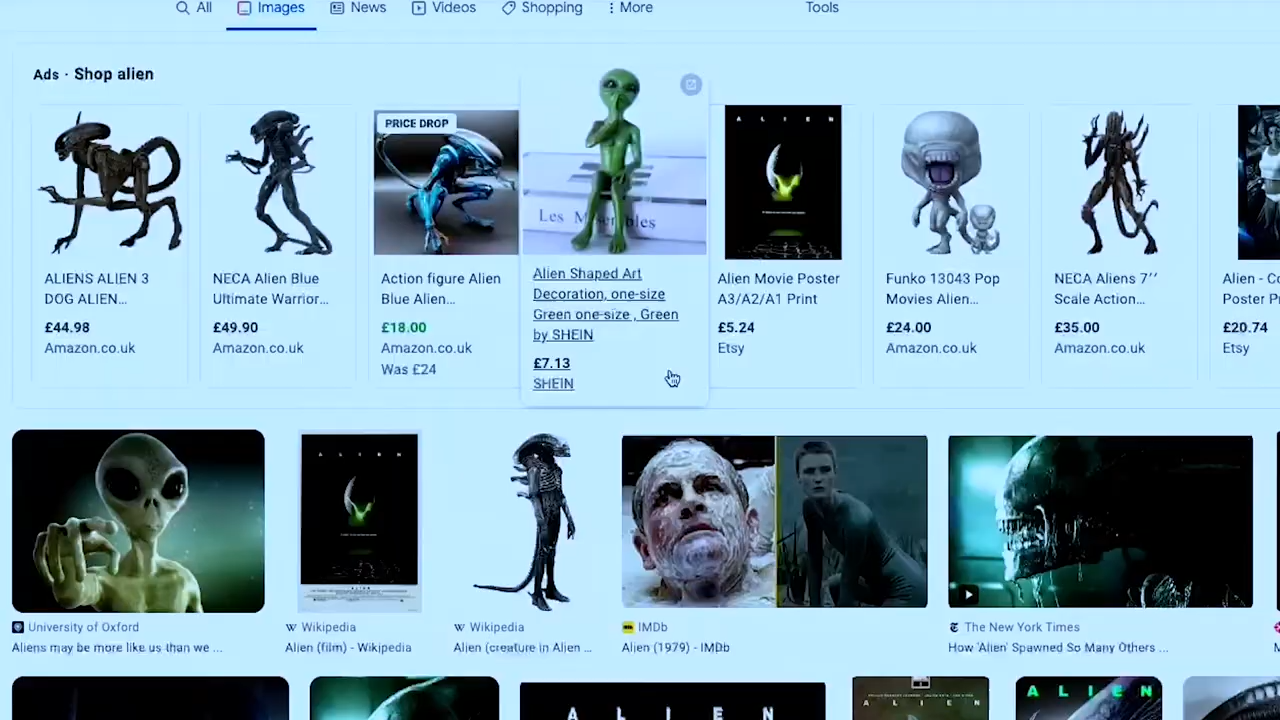 All
Images
News
Videos
Shopping
More
Tools
Ads · Shop alien
PRICE DROP
ALIENS ALIEN 3
DOG ALIEN...
£44.98
Amazon.co.uk
NECA Alien Blue
Ultimate Warrior...
£49.90
Amazon.co.uk
Action figure Alien
Blue Alien...
£18.00
Amazon.co.uk
Was £24
Les
Alien Shaped Art
Decoration, one-size
Green one-size , Green
by SHEIN
£7.13
SHEIN
A L I E N
Alien Movie Poster
A3/A2/A1 Print
£5.24
Etsy
Funko 13043 Pop
Movies Alien...
£24.00
Amazon.co.uk
NECA Aliens 7′′
Scale Action...
£35.00
Amazon.co.uk
Alien - Co
Poster Pr
£20.74
Etsy
University of Oxford
Aliens may be more like us than we ...
A L I E N
A L I E N
Wikipedia
Alien (film) - Wikipedia
Wikipedia
Alien (creature in Alien ...
IMDb
Alien (1979) - IMDb
The New York Times
How 'Alien' Spawned So Many Others ...
A L I E N
A L I E N
A L I E N